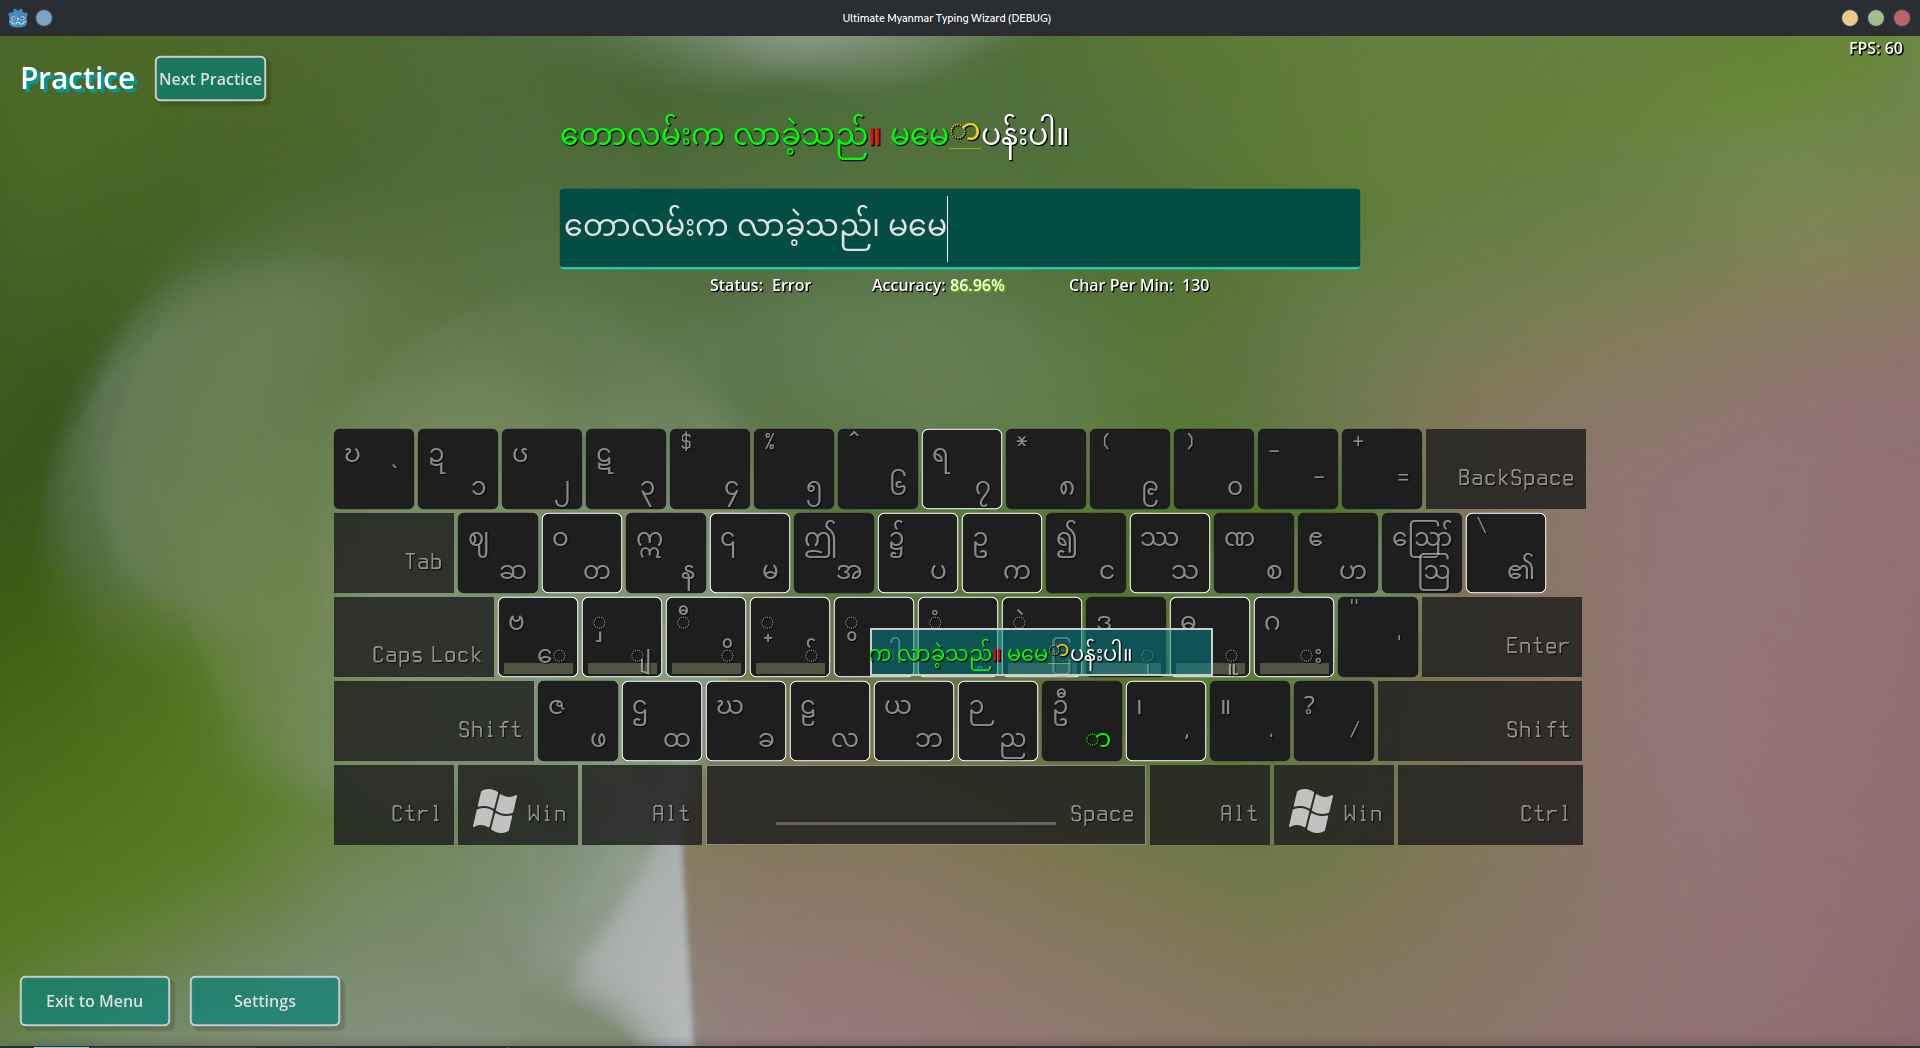 Ultimate Myanmar Typing Wizard (DEBUG)
FPS: 60
Practice
Next Practice
တောလမ်းက လာခဲ့သည်။ မမောပန်းပါ။
တောလမ်းက လာခဲ့သည်၊ မမေ
Status: Error Accuracy: 86.96% Char Per Min: 130
ၑ ` ဍ ၁ ၒ ၂ ဋ ၃ $ ၄ % ၅ ^ ၆ ရ ၇ * ၈ ( ၉ ) ၀ _ - + = BackSpace
Tab ဈ ဆ ဝ တ ဣ န ၎ မ ဤ အ ၌ ပ ဥ က ၍ င ဿ သ ဏ စ ဧ ဟ ဪ ဩ \ ၏
Caps Lock ဗ ေ ှ ျ ီ ိ ္ ် ွ ံ ဲ ူ ဂ း " ' Enter
က လာခဲ့သည်။ မမောပန်းပါ။
Shift ဇ ဖ ဌ ထ ဃ ခ ဠ လ ယ ဘ ဉ ည ဦ ာ ၊ , ။ . ? / Shift
Ctrl Win Alt Space Alt Win Ctrl
Exit to Menu
Settings